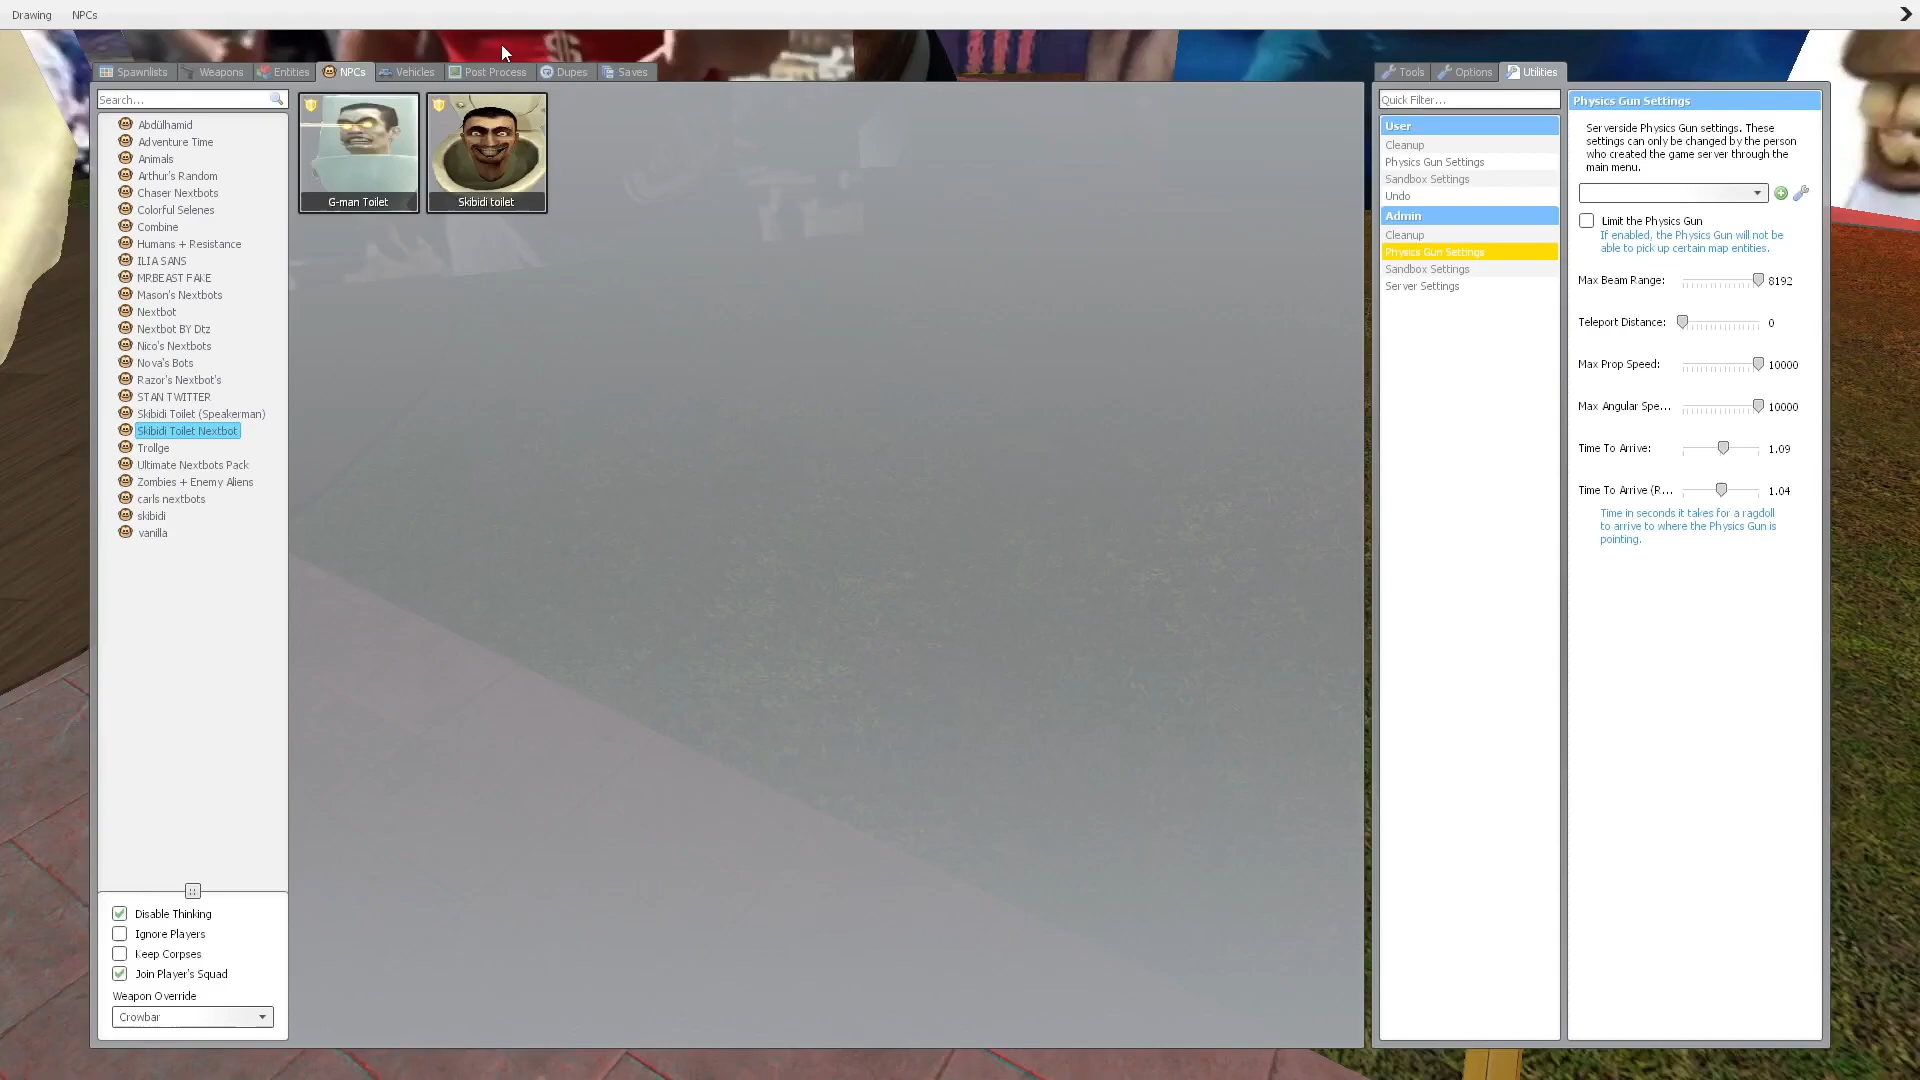 Drawing NPCs
Spawnlists Weapons Entities NPCs Vehicles Post Process Dupes Saves
Search...
Abdülhamid
Adventure Time
Animals
Arthur's Random
Chaser Nextbots
Colorful Selenes
Combine
Humans + Resistance
ILIA SANS
MRBEAST FAKE
Mason's Nextbots
Nextbot
Nextbot BY Dtz
Nico's Nextbots
Nova's Bots
Razor's Nextbot's
STAN TWITTER
Skibidi Toilet (Speakerman)
Skibidi Toilet Nextbot
Trollge
Ultimate Nextbots Pack
Zombies + Enemy Aliens
carls nextbots
skibidi
vanilla
Disable Thinking
Ignore Players
Keep Corpses
Join Player's Squad
Weapon Override
Crowbar
G-man Toilet
Skibidi toilet
Tools Options Utilities
Quick Filter...
User
Cleanup
Physics Gun Settings
Sandbox Settings
Undo
Admin
Cleanup
Physics Gun Settings
Sandbox Settings
Server Settings
Physics Gun Settings
Serverside Physics Gun settings. These
settings can only be changed by the person
who created the game server through the
main menu.
Limit the Physics Gun
If enabled, the Physics Gun will not be
able to pick up certain map entities.
Max Beam Range: 8192
Teleport Distance: 0
Max Prop Speed: 10000
Max Angular Spe... 10000
Time To Arrive: 1.09
Time To Arrive (R... 1.04
Time in seconds it takes for a ragdoll
to arrive to where the Physics Gun is
pointing.